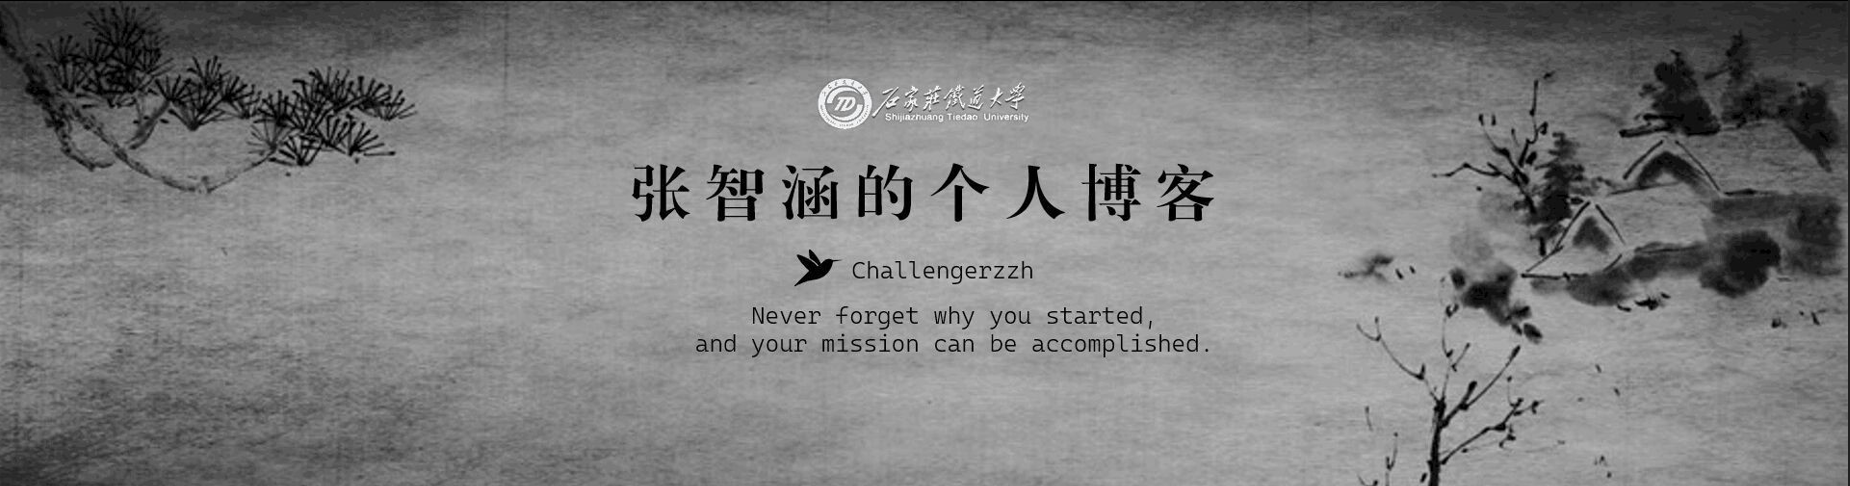 石家莊鐵道大學
Shijiazhuang Tiedao University
张智涵的个人博客
Challengerzzh
Never forget why you started,
and your mission can be accomplished.